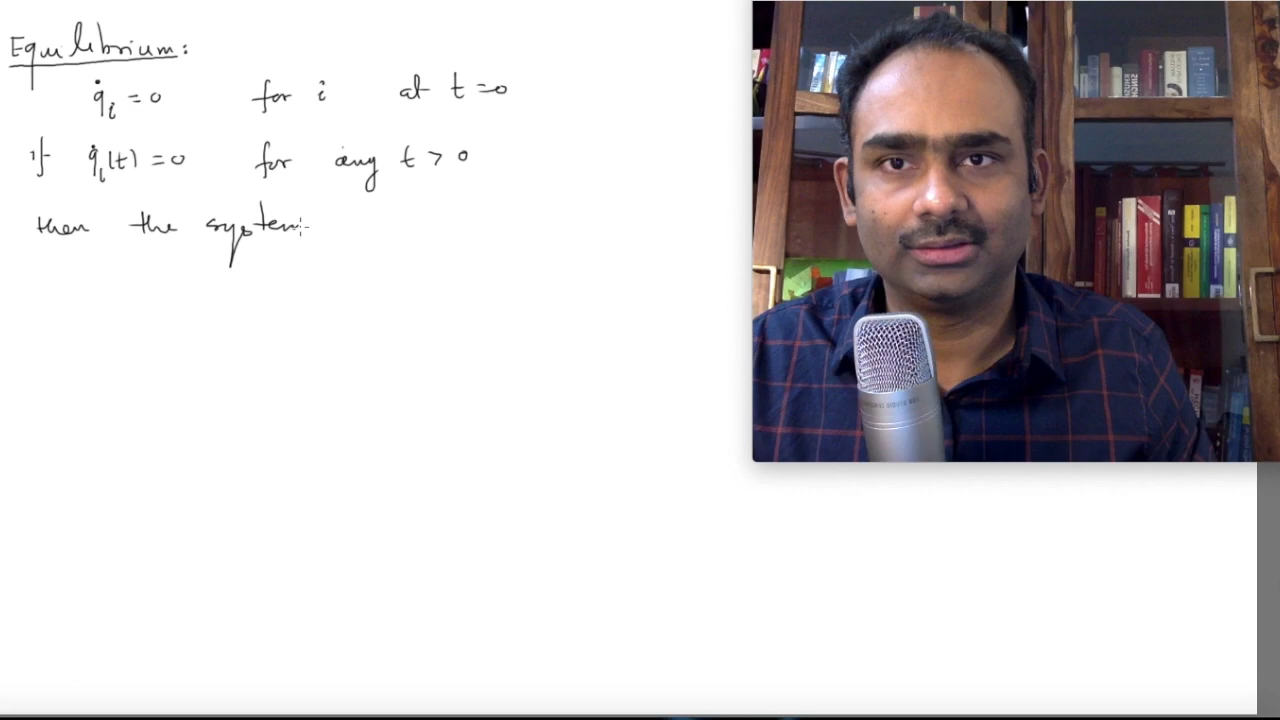 Equilibrium:
q̇i = 0 for i at t = 0
if q̇i(t) = 0 for any t > 0
then the system